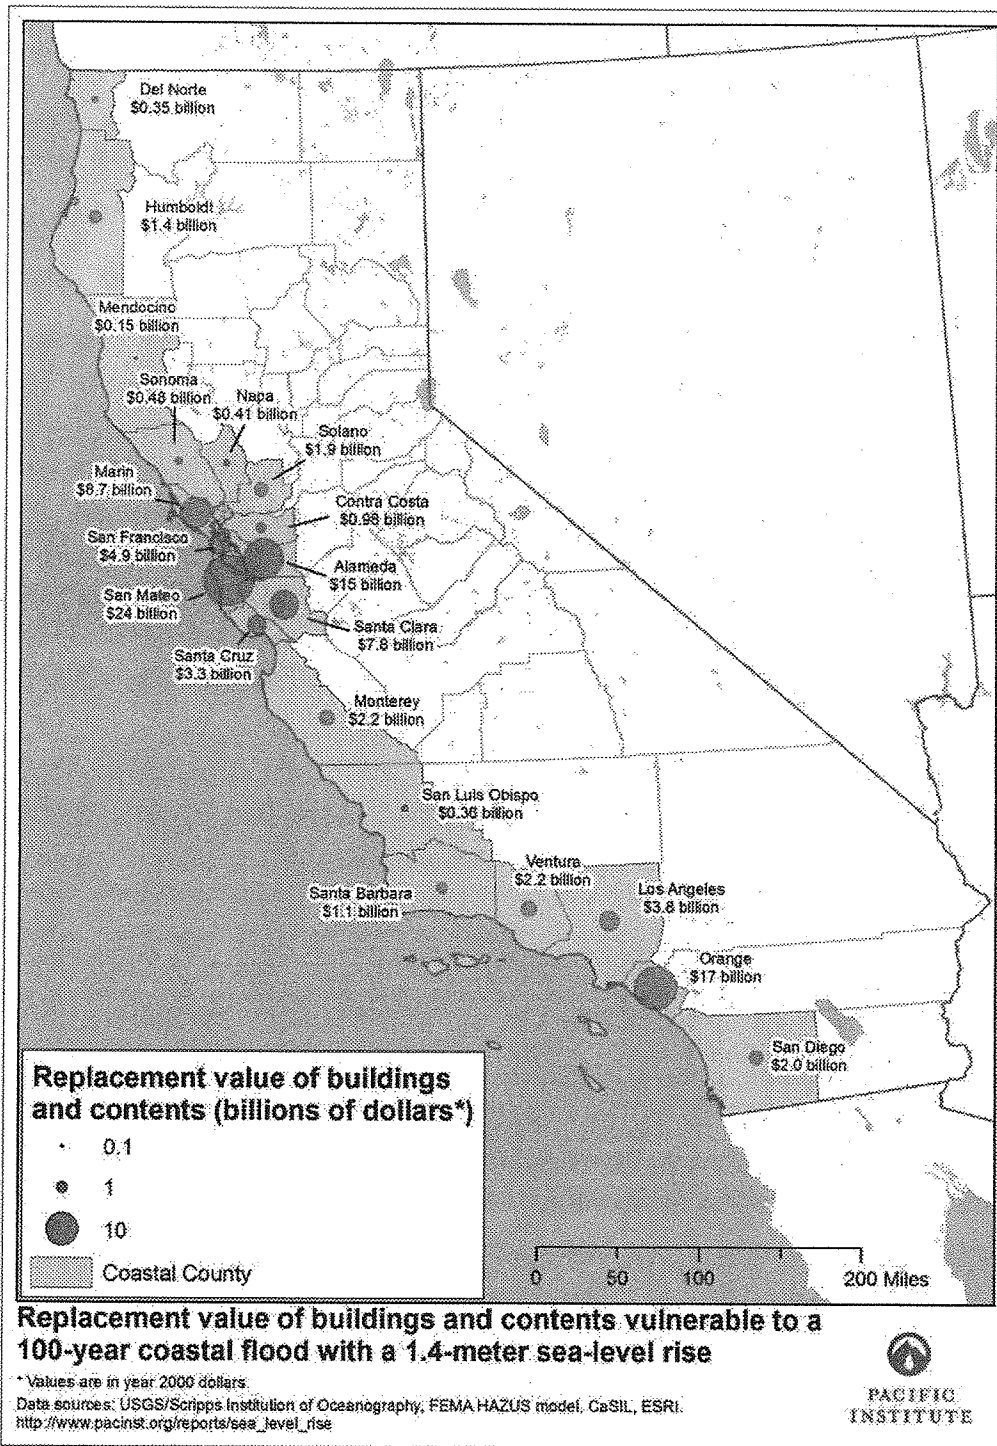 Del Norte
$0.35 billion
Humboldt
$1.4 billion
Mendocino
$0.15 billion
Sonoma
$0.48 billion
Napa
$0.41 billion
Solano
$1.9 billion
Marin
$8.7 billion
Contra Costa
$0.98 billion
San Francisco
$4.9 billion
Alameda
$15 billion
San Mateo
$24 billion
Santa Clara
$7.8 billion
Santa Cruz
$3.3 billion
Monterey
$2.2 billion
San Luis Obispo
$0.36 billion
Ventura
$2.2 billion
Santa Barbara
$1.1 billion
Los Angeles
$3.8 billion
Orange
$17 billion
San Diego
$2.0 billion
Replacement value of buildings
and contents (billions of dollars*)
0.1
1
10
Coastal County
0 50 100 200 Miles
Replacement value of buildings and contents vulnerable to a
100-year coastal flood with a 1.4-meter sea-level rise
* Values are in year 2000 dollars.
Data sources: USGS/Scripps Institution of Oceanography, FEMA HAZUS model, CaSIL, ESRI.
http://www.pacinst.org/reports/sea_level_rise
PACIFIC
INSTITUTE